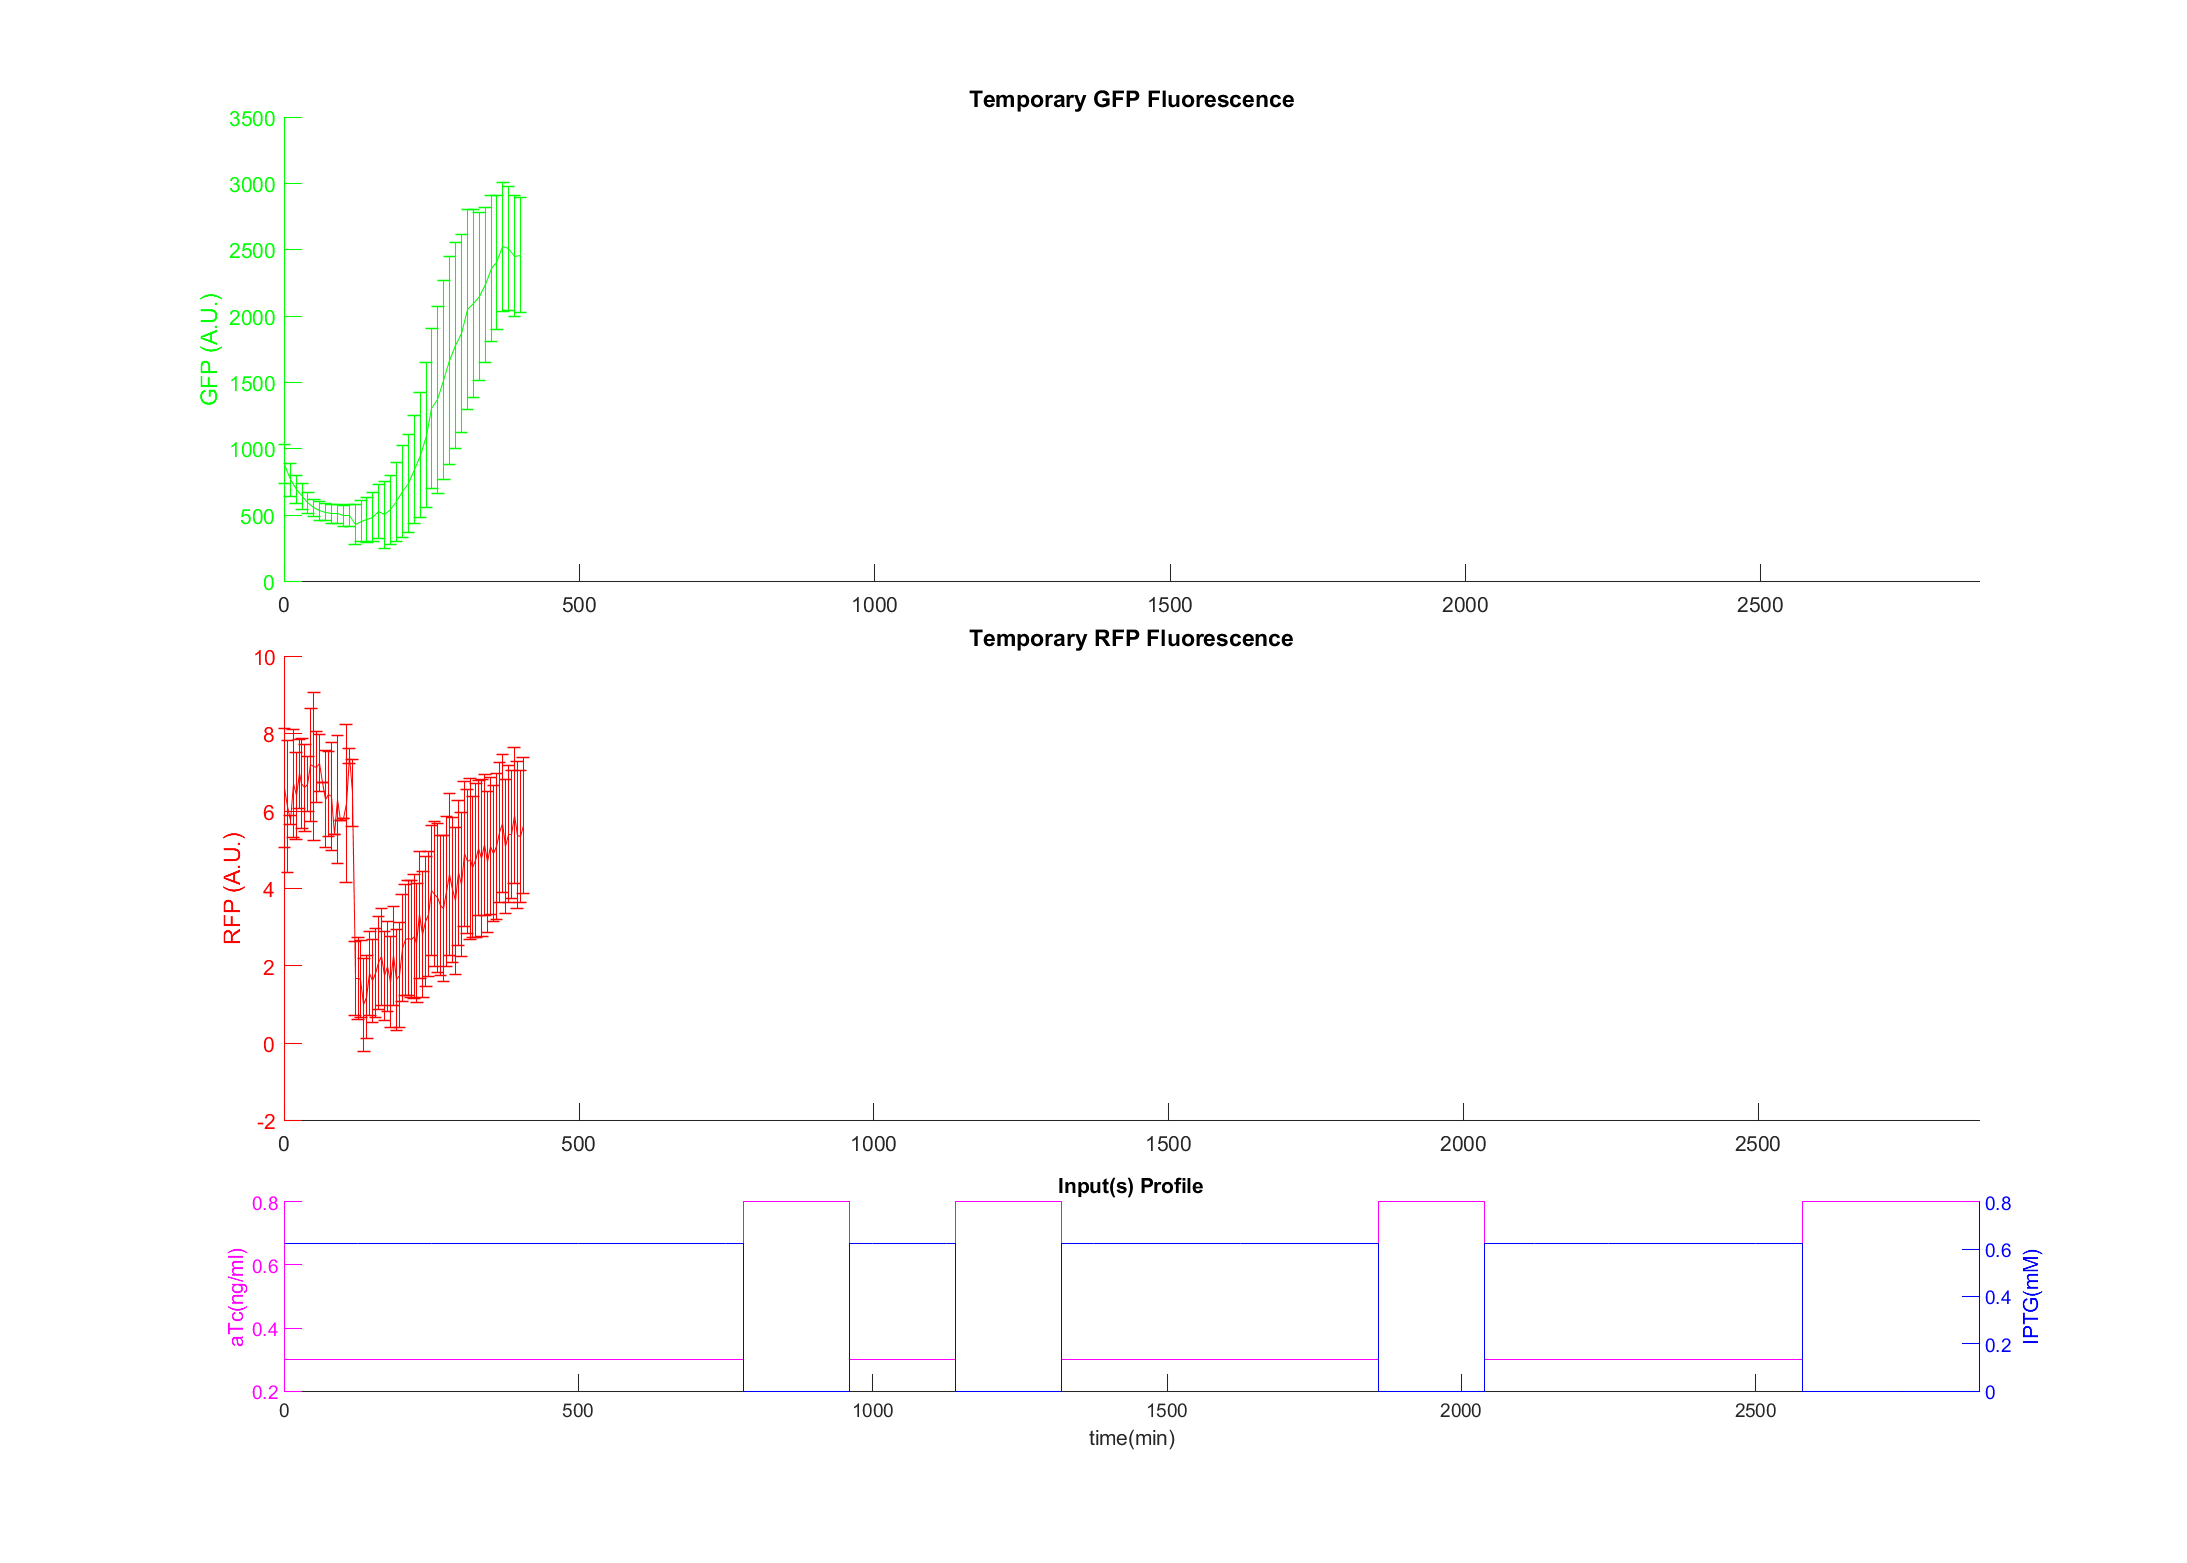 Temporary GFP Fluorescence
3500
3000
2500
2000
1500
1000
500
0
GFP (A.U.)
0 500 1000 1500 2000 2500
Temporary RFP Fluorescence
10
8
6
4
2
0
-2
RFP (A.U.)
0 500 1000 1500 2000 2500
Input(s) Profile
0.8
0.6
0.4
0.2
aTc(ng/ml)
0.8
0.6
0.4
0.2
0
IPTG(mM)
0 500 1000 1500 2000 2500
time(min)